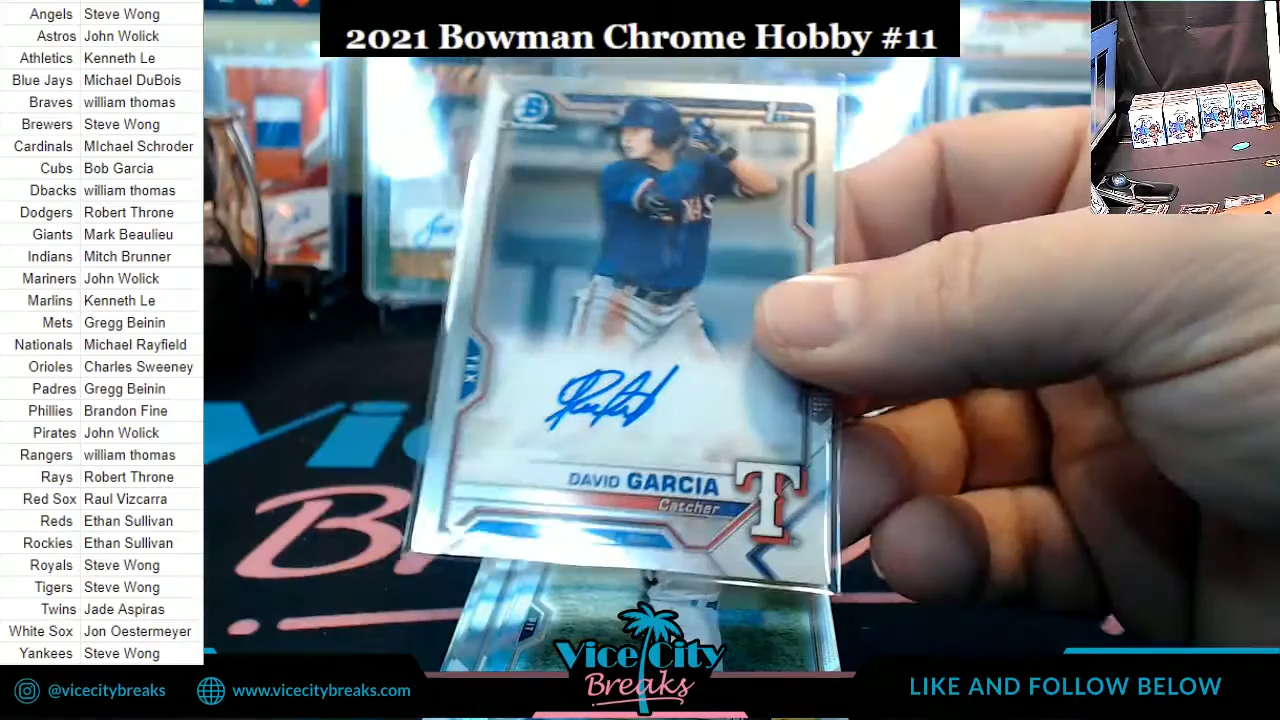 2021 Bowman Chrome Hobby #11
Angels Steve Wong
Astros John Wolick
Athletics Kenneth Le
Blue Jays Michael DuBois
Braves william thomas
Brewers Steve Wong
Cardinals MIchael Schroder
Cubs Bob Garcia
Dbacks william thomas
Dodgers Robert Throne
Giants Mark Beaulieu
Indians Mitch Brunner
Mariners John Wolick
Marlins Kenneth Le
Mets Gregg Beinin
Nationals Michael Rayfield
Orioles Charles Sweeney
Padres Gregg Beinin
Phillies Brandon Fine
Pirates John Wolick
Rangers william thomas
Rays Robert Throne
Red Sox Raul Vizcarra
Reds Ethan Sullivan
Rockies Ethan Sullivan
Royals Steve Wong
Tigers Steve Wong
Twins Jade Aspiras
White Sox Jon Oestermeyer
Yankees Steve Wong
B
1st
TEX
DAVID GARCIA
Catcher
T
PIT
Vice City
Breaks
@vicecitybreaks
www.vicecitybreaks.com
LIKE AND FOLLOW BELOW